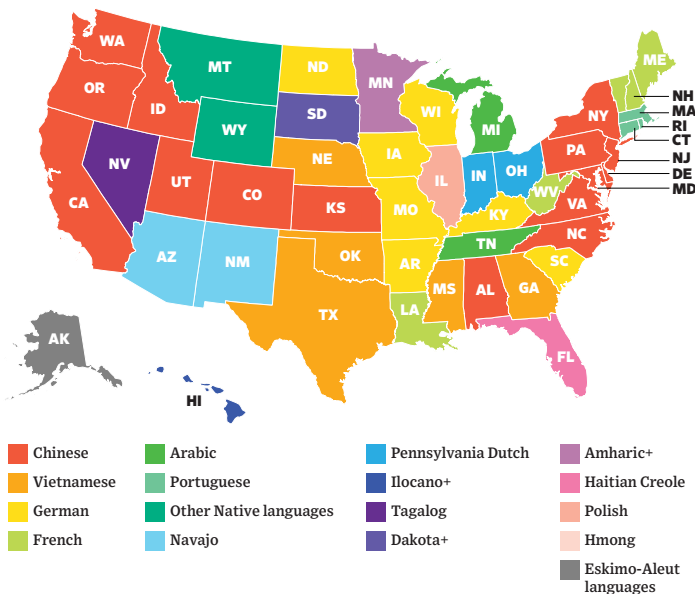 WA
ME
MT
ND
MN
OR
ID
WI
NH
SD
MA
WY
MI
NY
RI
CT
NV
IA
PA
NJ
NE
IL
IN
OH
DE
UT
CO
WV
MD
CA
KS
MO
KY
VA
NC
TN
AZ
NM
OK
AR
SC
MS
AL
GA
LA
TX
AK
FL
HI
Chinese
Vietnamese
German
French
Arabic
Portuguese
Other Native languages
Navajo
Pennsylvania Dutch
Ilocano+
Tagalog
Dakota+
Amharic+
Haitian Creole
Polish
Hmong
Eskimo-Aleut
languages